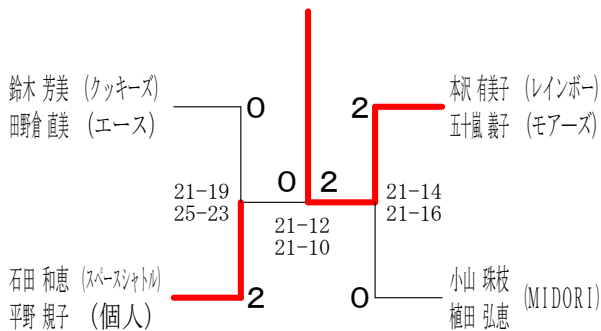 鈴木 芳美 (クッキーズ)
田野倉 直美 (エース)
0
2
本沢 有美子 (レインボー)
五十嵐 義子 (モアーズ)
21-19
25-23
0 2
21-14
21-16
21-12
21-10
石田 和恵 (スペースシャトル)
平野 規子 (個人)
2
0
小山 珠枝
植田 弘恵
(MIDORI)